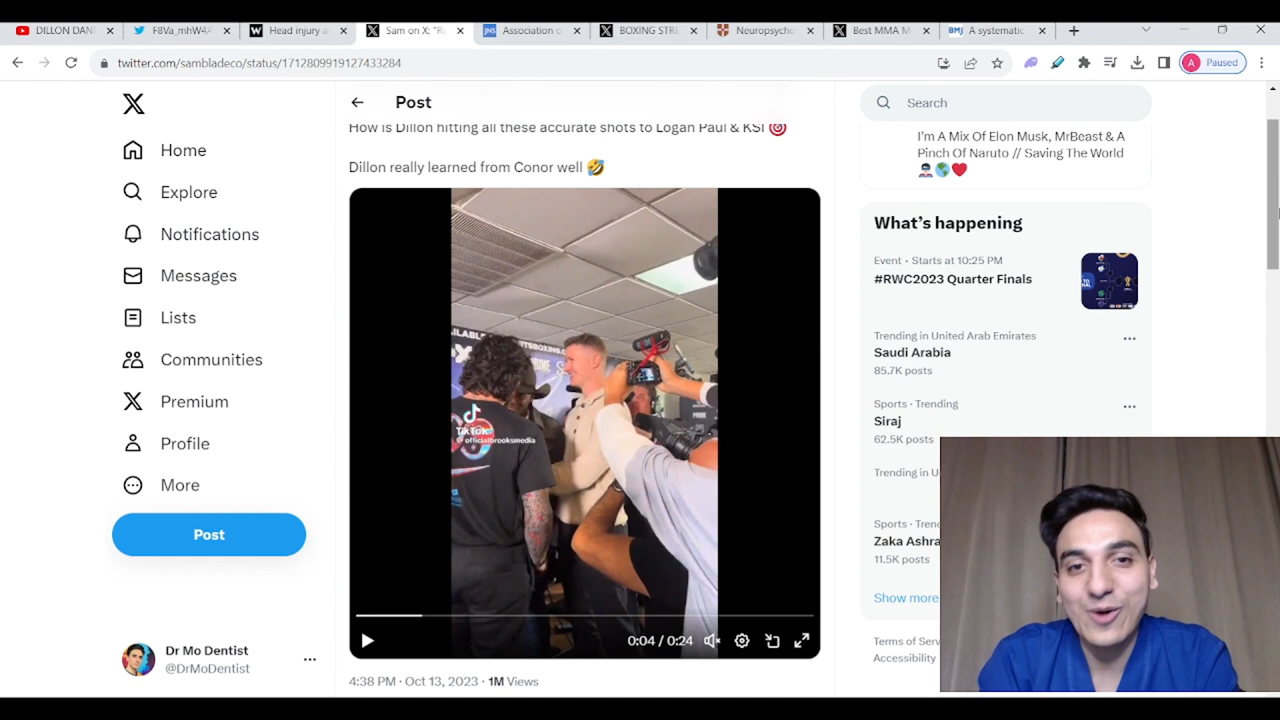 DILLON DAN
F8Va_mhW4A
Head injury a
Sam on X: "R
Association o
BOXING STRE
Neuropsycho
Best MMA M
A systematic
twitter.com/sambladeco/status/1712809919127433284
A Paused
Post
Search
How is Dillon hitting all these accurate shots to Logan Paul & KSI 🎯
Dillon really learned from Conor well 🤣
Home
Explore
Notifications
Messages
Lists
Communities
Premium
Profile
More
Post
Dr Mo Dentist
@DrMoDentist
TikTok
@officialbrooksmedia
0:04 / 0:24
4:38 PM · Oct 13, 2023 · 1M Views
I'm A Mix Of Elon Musk, MrBeast & A
Pinch Of Naruto // Saving The World
What's happening
Event · Starts at 10:25 PM
#RWC2023 Quarter Finals
Trending in United Arab Emirates
Saudi Arabia
85.7K posts
Sports · Trending
Siraj
62.5K posts
Trending in U
Sports · Tren
Zaka Ashra
11.5K posts
Show more
Terms of Serv
Accessibility